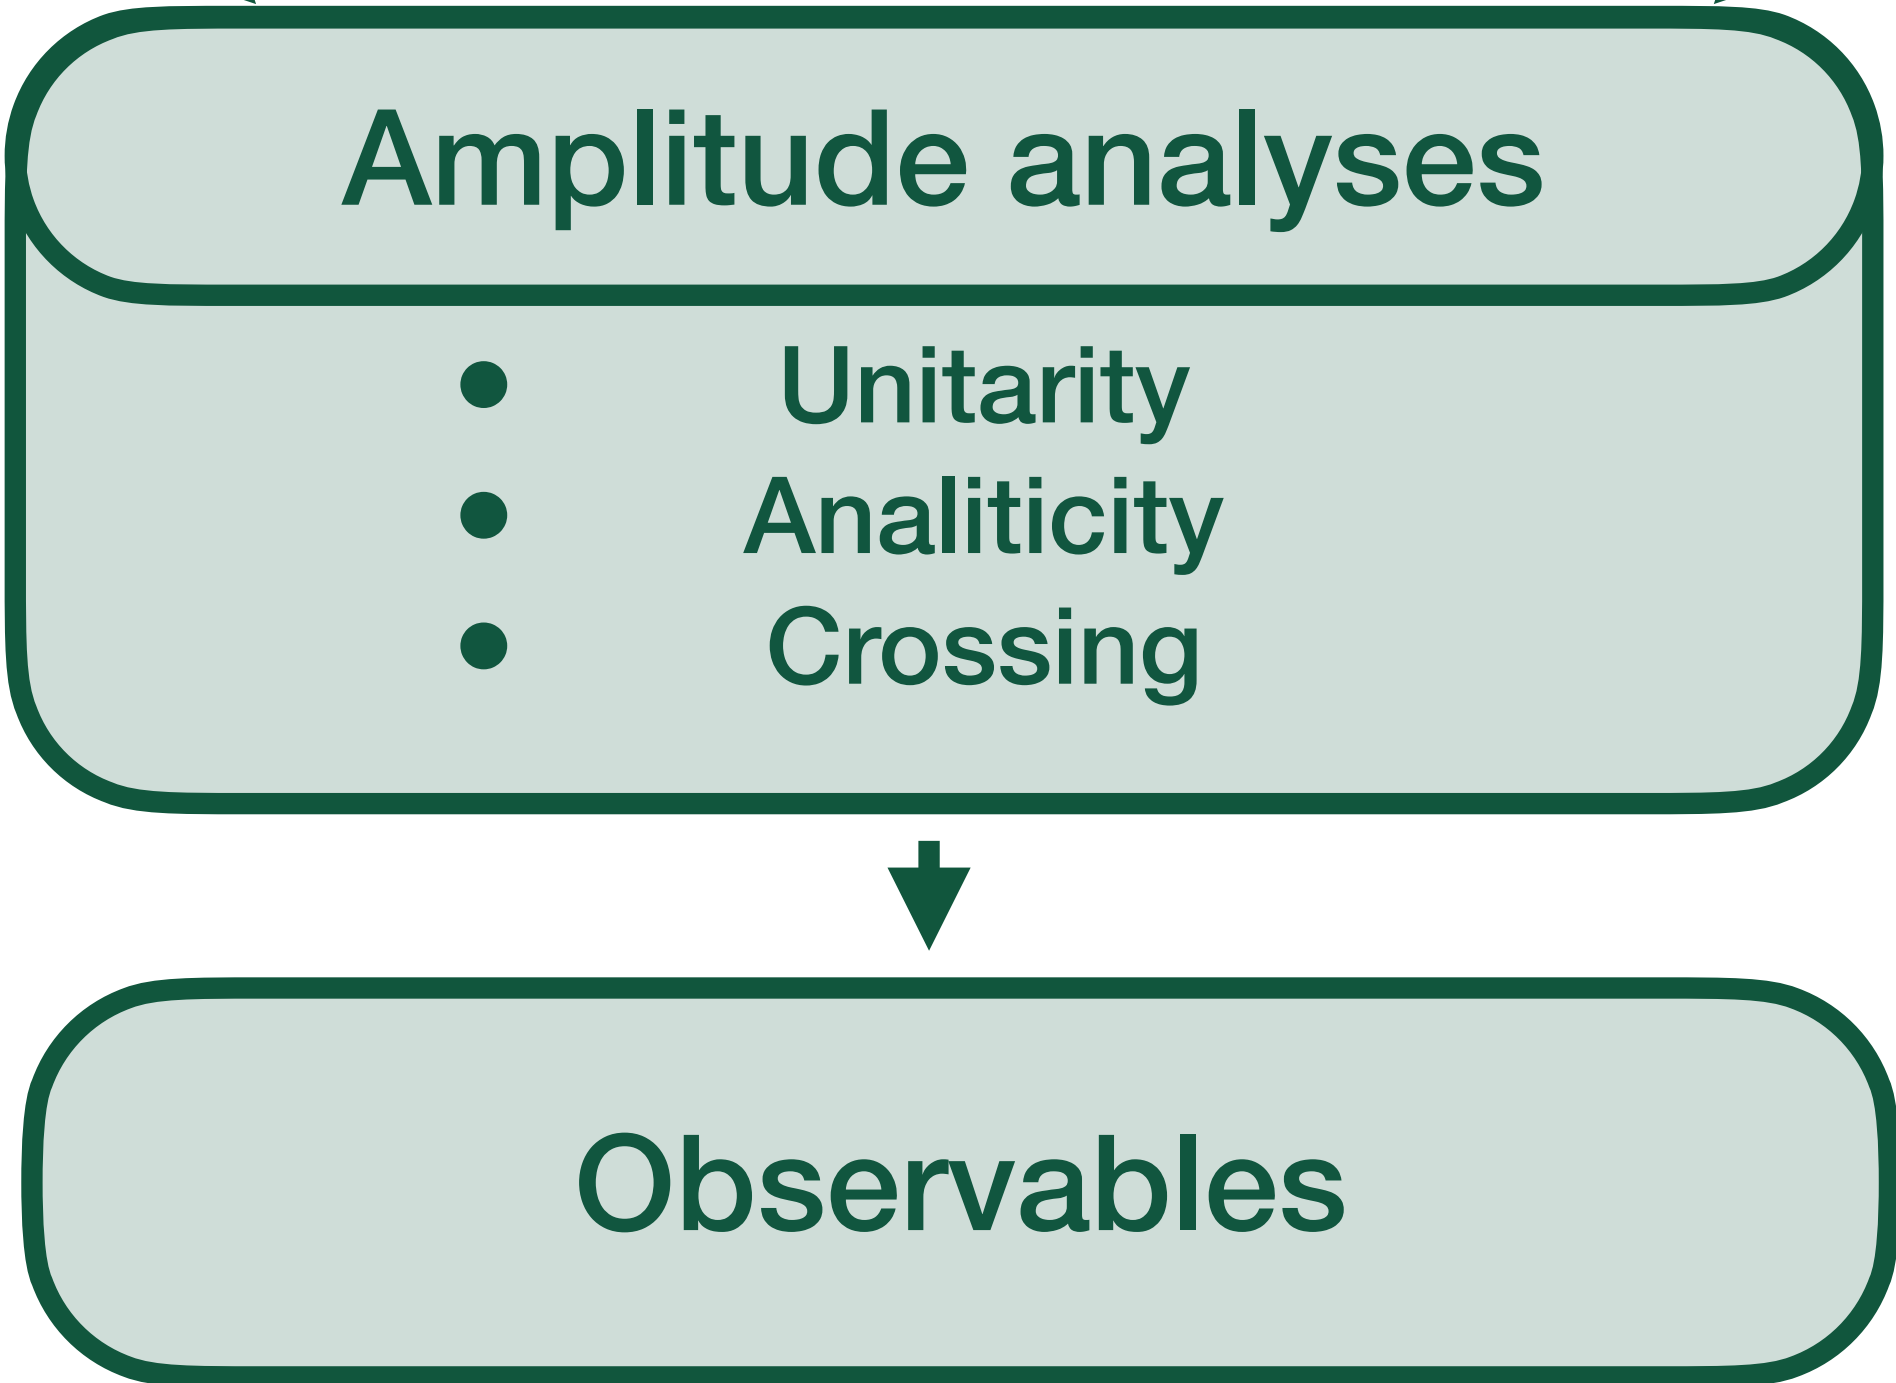 Amplitude analyses
• Unitarity
• Analiticity
• Crossing
Observables